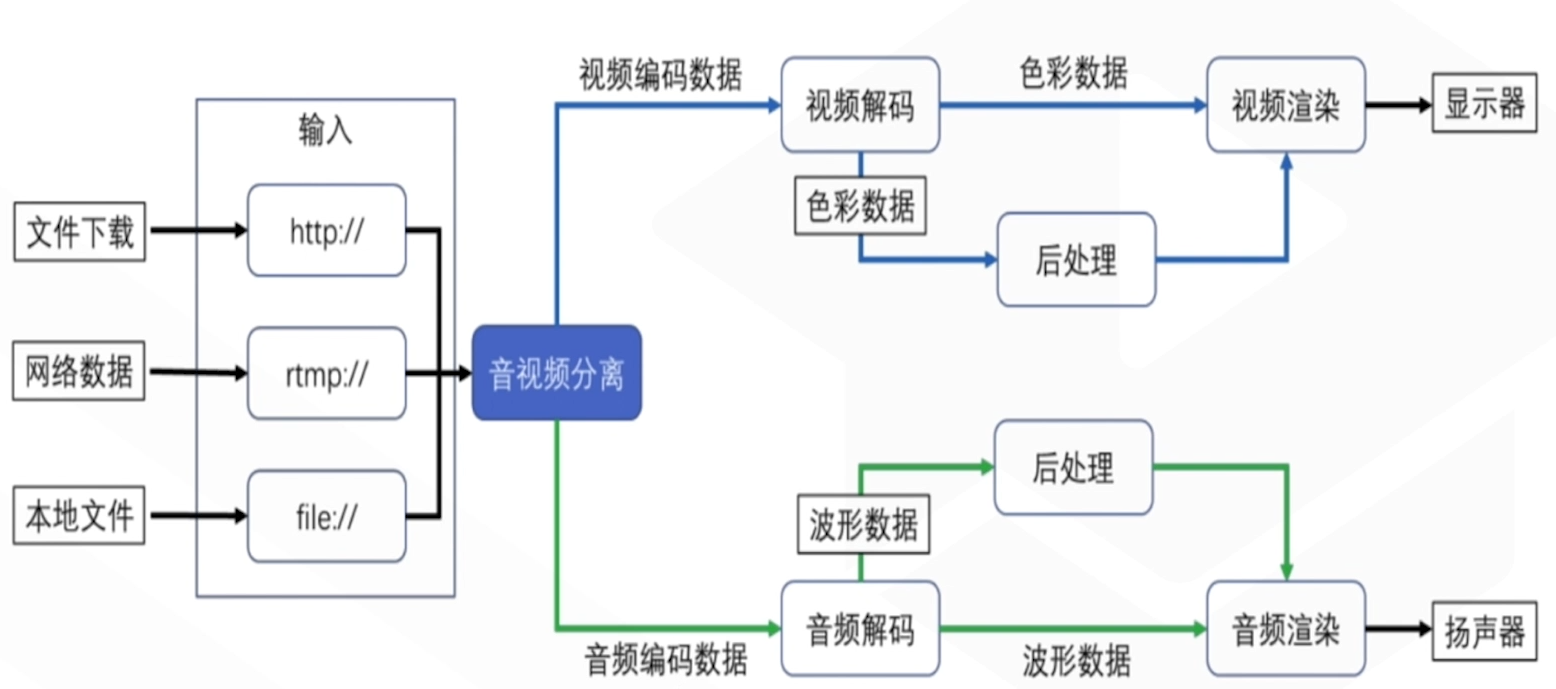 输入
文件下载
http://
网络数据
rtmp://
本地文件
file://
音视频分离
视频编码数据
视频解码
色彩数据
视频渲染
显示器
色彩数据
后处理
后处理
波形数据
音频编码数据
音频解码
波形数据
音频渲染
扬声器